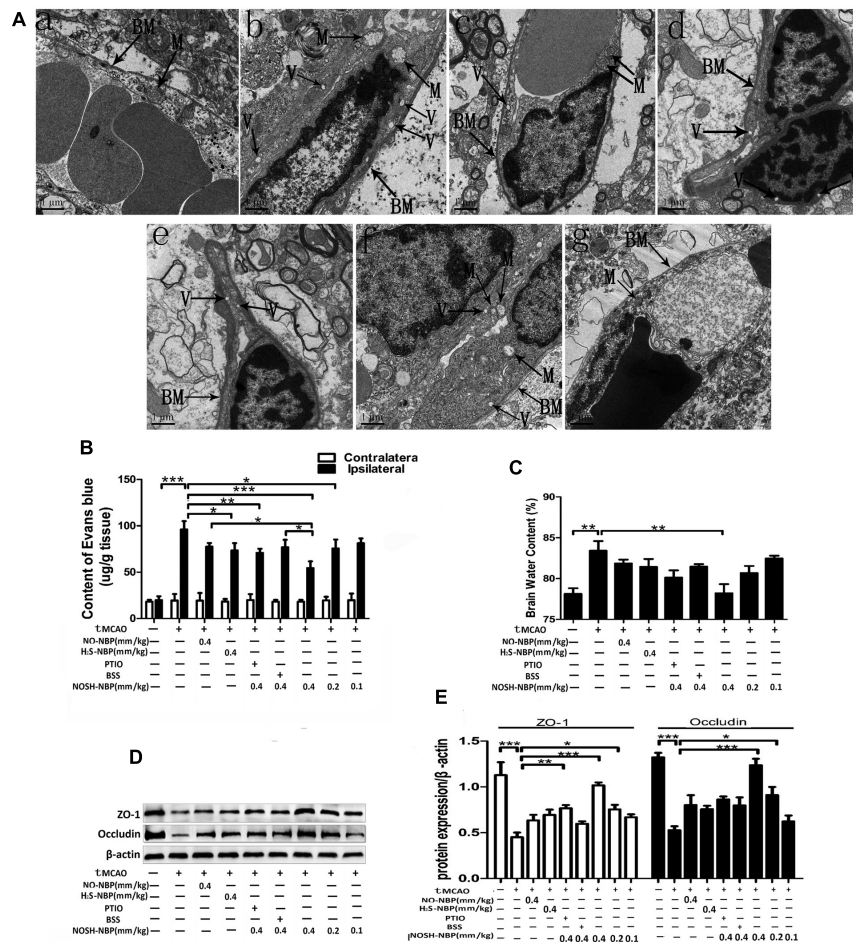 A
a
BM
M
1 μm
b
M
V
M
V
V
V
BM
c
V
M
BM
d
BM
V
V
e
V
V
BM
1 μm
f
M
M
V
M
BM
V
1 μm
g
BM
M
B
Contralatera
Ipsilateral
Content of Evans blue
(ug/g tissue)
150
100
50
0
***
*
***
**
*
*
*
t.MCAO — + + + + + + + +
NO-NBP(mm/kg) — — 0.4 — — — — — —
H₂S-NBP(mm/kg) — — — 0.4 — — — — —
PTIO — — — — + — — — —
BSS — — — — — + — — —
NOSH-NBP(mm/kg) — — — — 0.4 0.4 0.4 0.2 0.1
C
Brain Water Content (%)
90
85
80
75
**
**
t.MCAO — + + + + + + + +
NO-NBP(mm/kg) — — 0.4 — — — — — —
H₂S-NBP(mm/kg) — — — 0.4 — — — — —
PTIO — — — — + — — — —
BSS — — — — — + — — —
NOSH-NBP(mm/kg) — — — — 0.4 0.4 0.4 0.2 0.1
D
ZO-1
Occludin
β-actin
t.MCAO — + + + + + + + +
NO-NBP(mm/kg) — — 0.4 — — — — — —
H₂S-NBP(mm/kg) — — — 0.4 — — — — —
PTIO — — — — + — — — —
BSS — — — — — + — — —
NOSH-NBP(mm/kg) — — — — 0.4 0.4 0.4 0.2 0.1
E
ZO-1 Occludin
protein expression/β -actin
1.5
1.0
0.5
0.0
***
*
***
**
***
*
***
t.MCAO — + + + + + + + + — + + + + + + + +
NO-NBP(mm/kg) — — 0.4 — — — — — — — — 0.4 — — — — — —
H₂S-NBP(mm/kg) — — — 0.4 — — — — — — — — 0.4 — — — — —
PTIO — — — — + — — — — — — — — + — — — —
BSS — — — — — + — — — — — — — — + — — —
NOSH-NBP(mm/kg) — — — — 0.4 0.4 0.4 0.2 0.1 — — — — 0.4 0.4 0.4 0.2 0.1